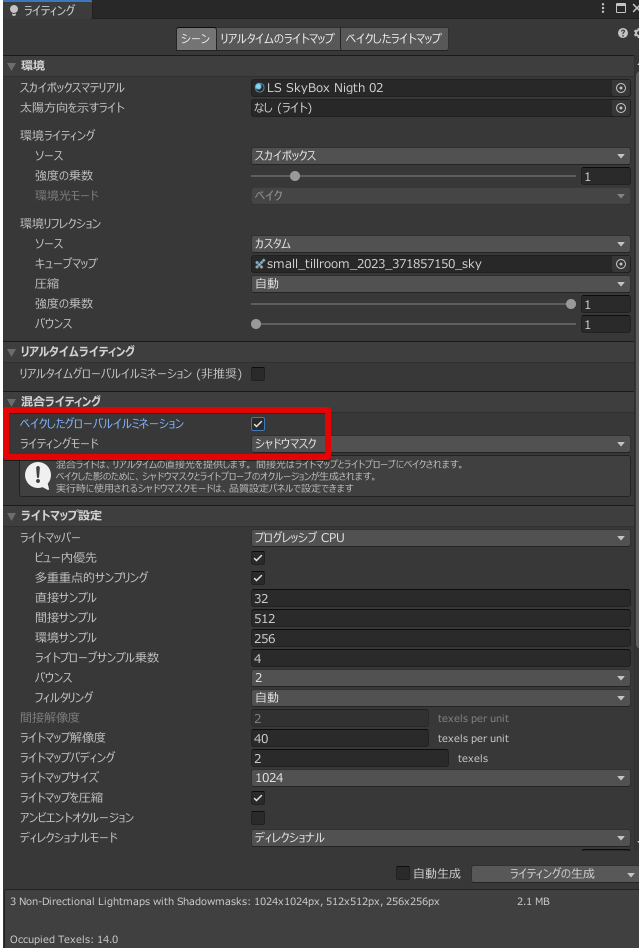 ライティング
シーン リアルタイムのライトマップ ベイクしたライトマップ
環境
スカイボックスマテリアル LS SkyBox Nigth 02
太陽方向を示すライト なし (ライト)
環境ライティング
ソース スカイボックス
強度の乗数 1
環境光モード ベイク
環境リフレクション
ソース カスタム
キューブマップ small_tillroom_2023_371857150_sky
圧縮 自動
強度の乗数 1
バウンス 1
リアルタイムライティング
リアルタイムグローバルイルミネーション (非推奨)
混合ライティング
ベイクしたグローバルイルミネーション
ライティングモード シャドウマスク
混合ライトは、リアルタイムの直接光を提供します。間接光はライトマップとライトプローブにベイクされます。
ベイクした影のために、シャドウマスクとライトプローブのオクルージョンが生成されます。
実行時に使用されるシャドウマスクモードは、品質設定パネルで設定できます
ライトマップ設定
ライトマッパー プログレッシブ CPU
ビュー内優先
多重重点的サンプリング
直接サンプル 32
間接サンプル 512
環境サンプル 256
ライトプローブサンプル乗数 4
バウンス 2
フィルタリング 自動
間接解像度 2 texels per unit
ライトマップ解像度 40 texels per unit
ライトマップパディング 2 texels
ライトマップサイズ 1024
ライトマップを圧縮
アンビエントオクルージョン
ディレクショナルモード ディレクショナル
自動生成 ライティングの生成
3 Non-Directional Lightmaps with Shadowmasks: 1024x1024px, 512x512px, 256x256px 2.1 MB
Occupied Texels: 14.0